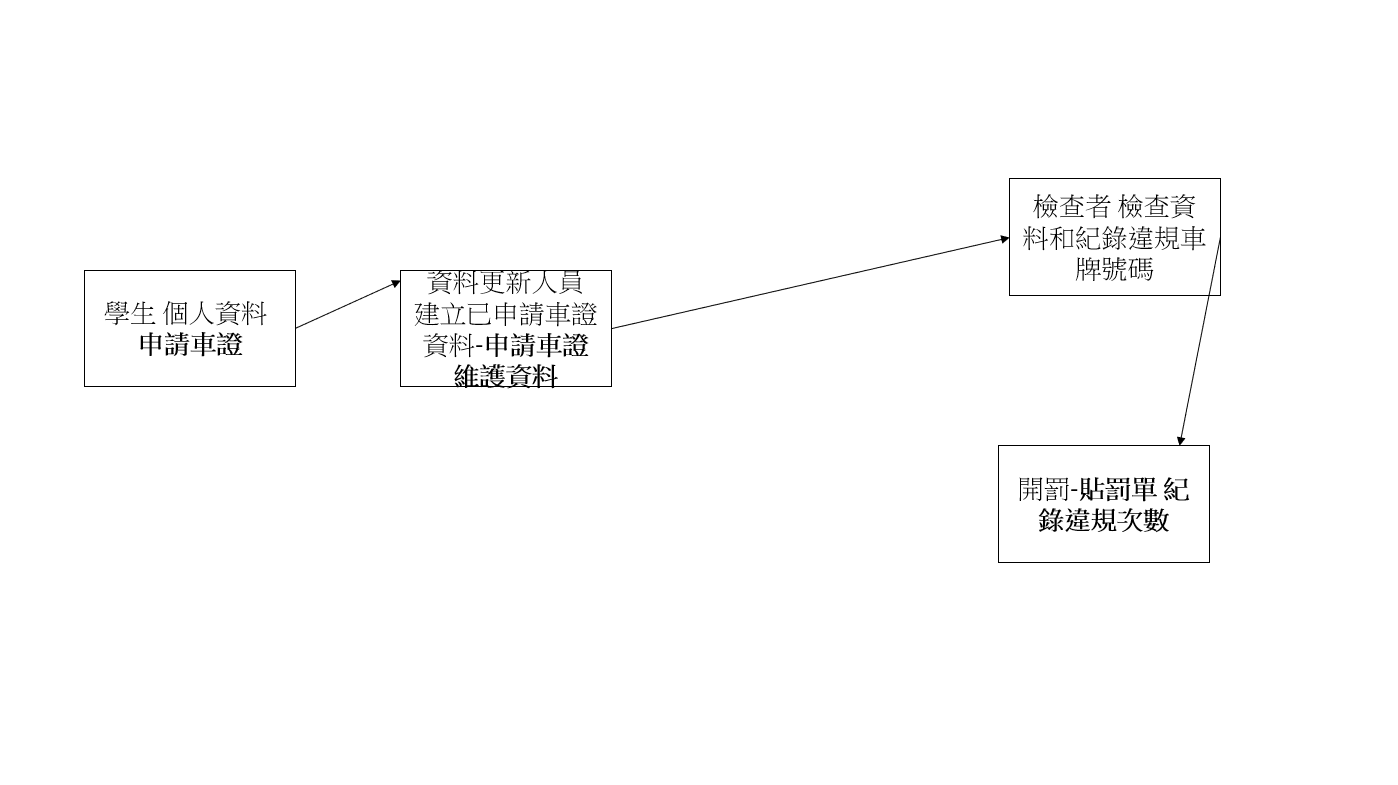 學生 個人資料
申請車證
資料更新人員
建立已申請車證
資料-申請車證
維護資料
檢查者 檢查資
料和紀錄違規車
牌號碼
開罰-貼罰單 紀
錄違規次數